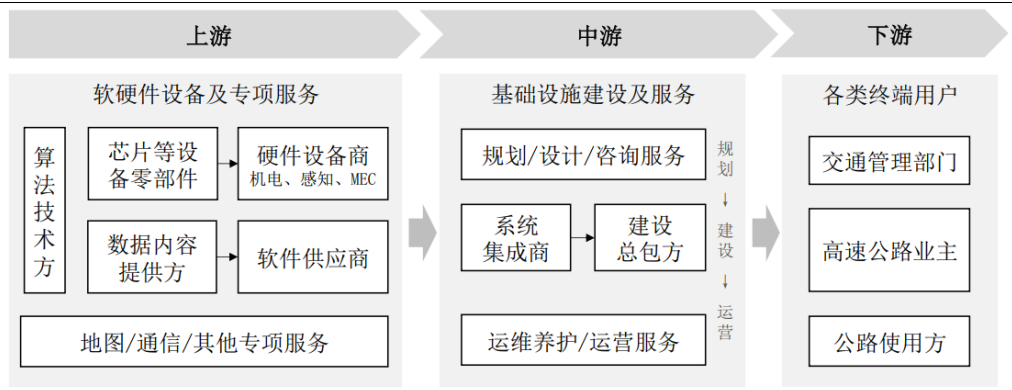 上游
中游
下游
软硬件设备及专项服务
算
法
技
术
方
芯片等设
备零部件
硬件设备商
机电、感知、MEC
数据内容
提供方
软件供应商
地图/通信/其他专项服务
基础设施建设及服务
规划/设计/咨询服务
系统
集成商
建设
总包方
运维养护/运营服务
规
划
↓
建
设
↓
运
营
各类终端用户
交通管理部门
高速公路业主
公路使用方